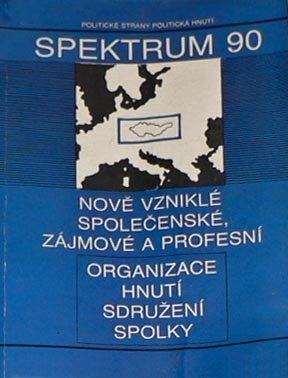 POLITICKÉ STRANY POLITICKÁ HNUTÍ
SPEKTRUM 90
NOVĚ VZNIKLÉ
SPOLEČENSKÉ,
ZÁJMOVÉ A PROFESNÍ
ORGANIZACE
HNUTÍ
SDRUŽENÍ
SPOLKY